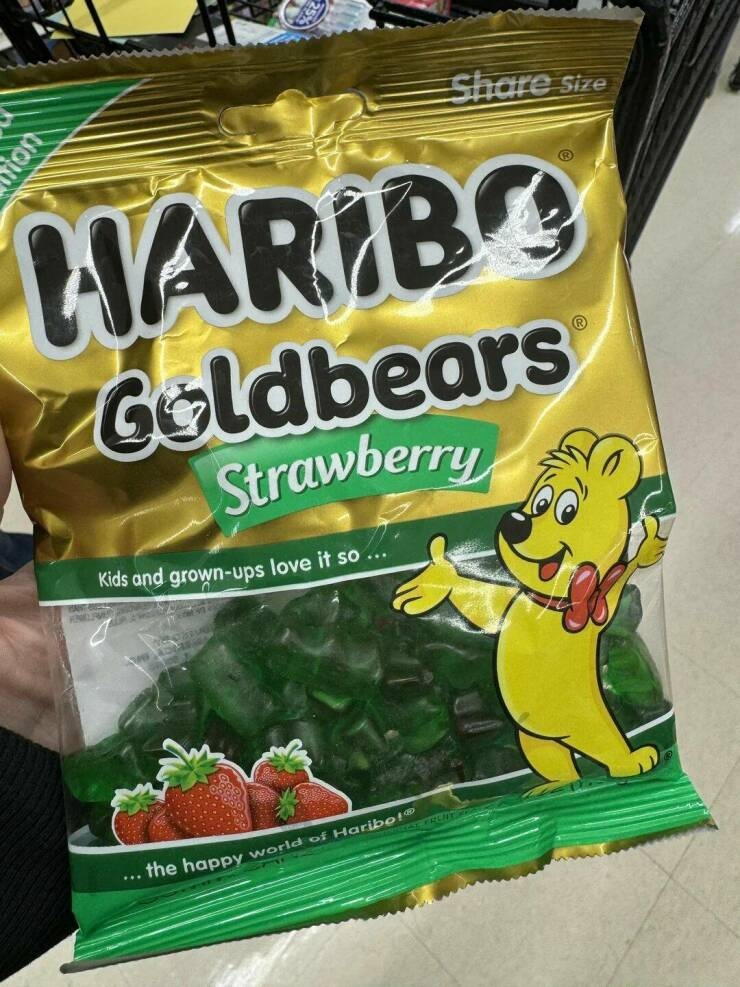 Share Size
HARIBO®
Goldbears®
Strawberry
Kids and grown-ups love it so ...
... the happy world of Haribo!®